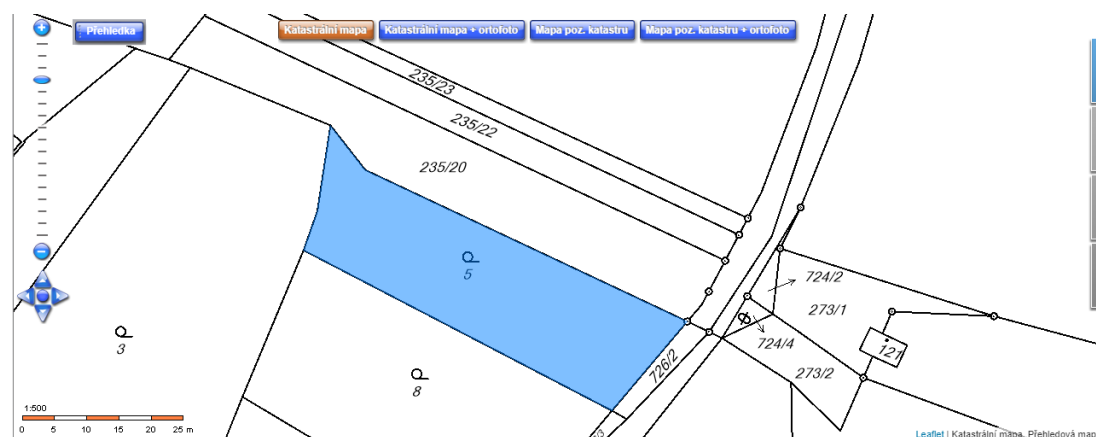 Přehledka
Katastrální mapa
Katastrální mapa + ortofoto
Mapa poz. katastru
Mapa poz. katastru + ortofoto
235/23
235/22
235/20
5
724/2
273/1
724/4
121
273/2
726/2
3
8
1:500
0 5 10 15 20 25 m
Leaflet | Katastrální mapa, Přehledová map